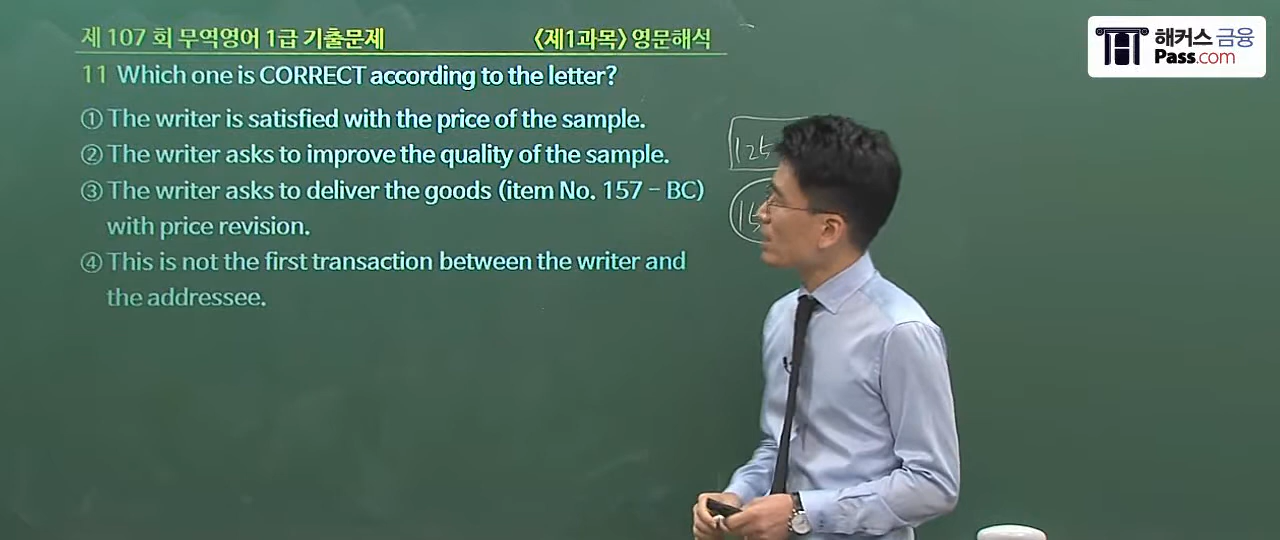 제 107 회 무역영어 1급 기출문제 〈제1과목〉 영문해석
해커스 금융
Pass.com
11 Which one is CORRECT according to the letter?
① The writer is satisfied with the price of the sample.
② The writer asks to improve the quality of the sample.
③ The writer asks to deliver the goods (item No. 157 – BC)
with price revision.
④ This is not the first transaction between the writer and
the addressee.